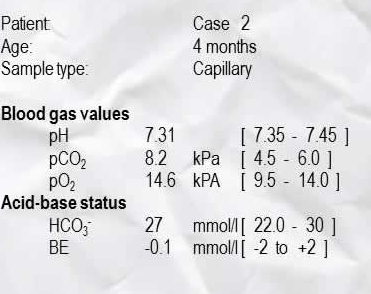 Patient: Case 2
Age: 4 months
Sample type: Capillary
Blood gas values
pH 7.31 [ 7.35 - 7.45 ]
pCO₂ 8.2 kPa [ 4.5 - 6.0 ]
pO₂ 14.6 kPA [ 9.5 - 14.0 ]
Acid-base status
HCO₃⁻ 27 mmol/l [ 22.0 - 30 ]
BE -0.1 mmol/l [ -2 to +2 ]